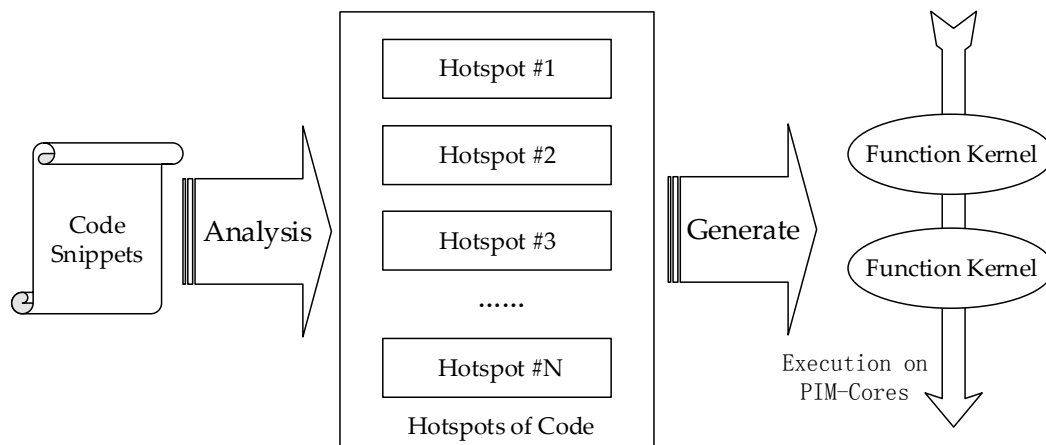 Code
Snippets
Analysis
Hotspot #1
Hotspot #2
Hotspot #3
......
Hotspot #N
Hotspots of Code
Generate
Function Kernel
Function Kernel
Execution on
PIM-Cores